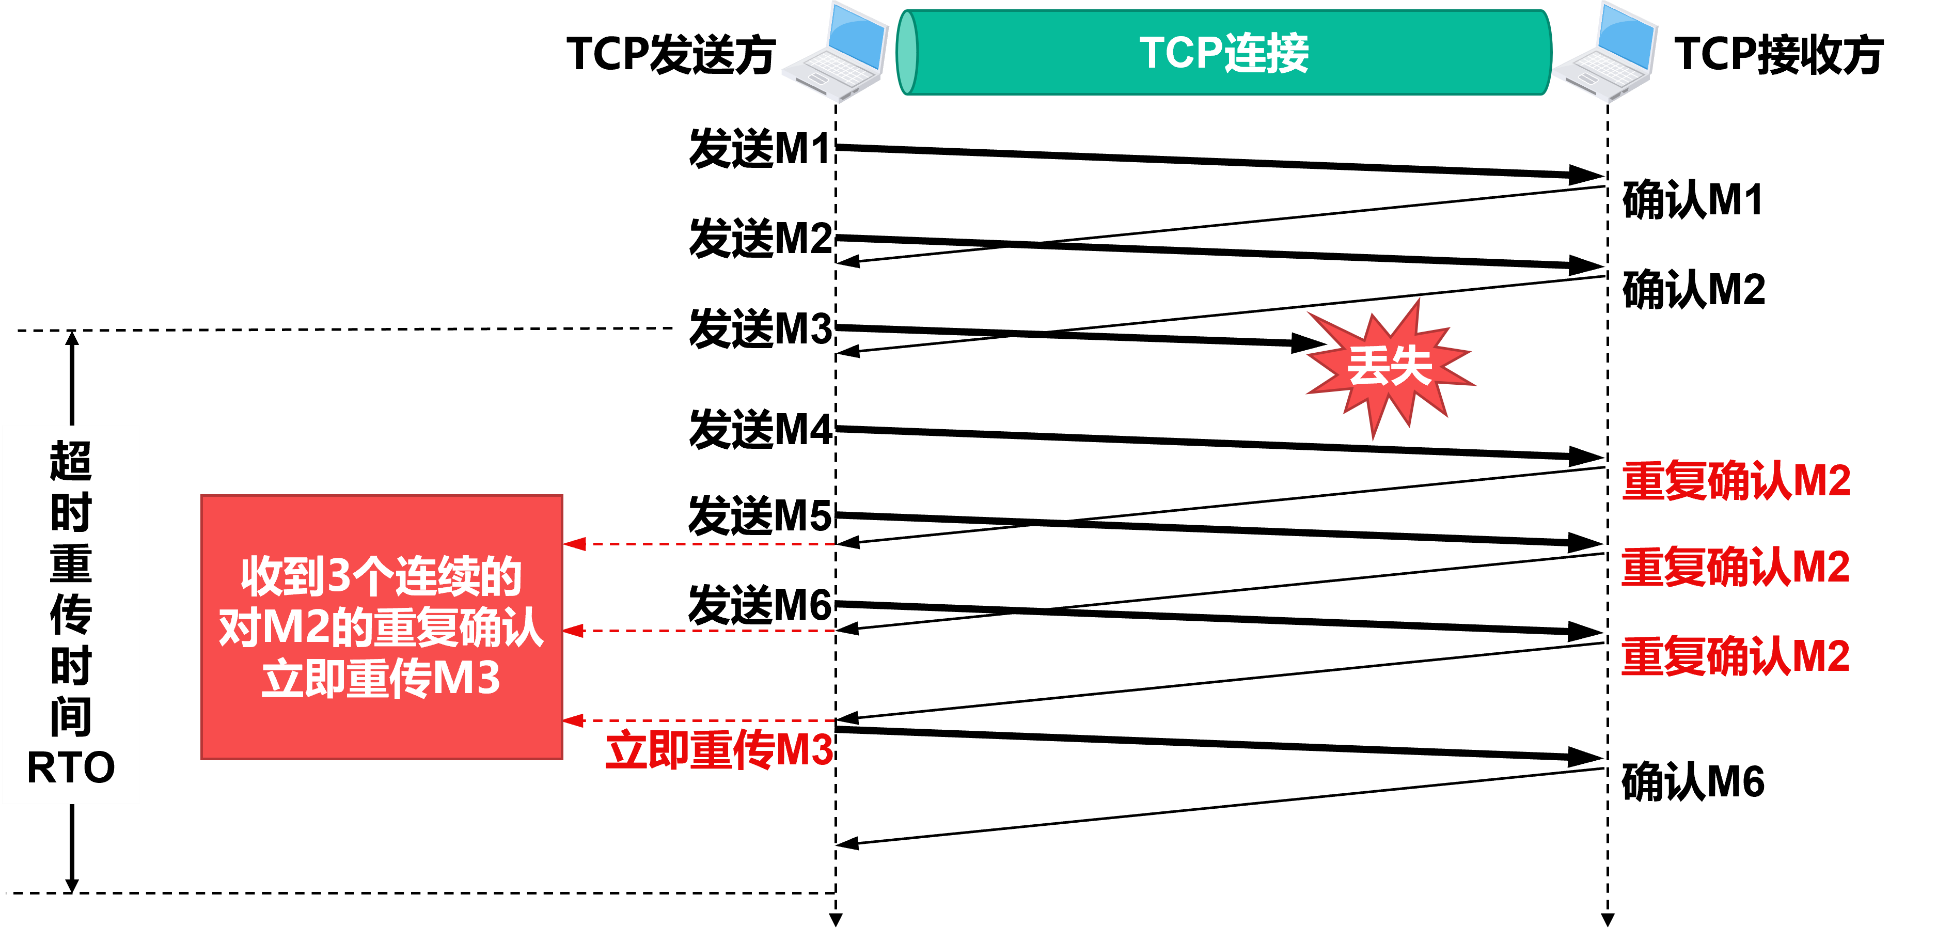 TCP发送方
TCP连接
TCP接收方
发送M1
确认M1
发送M2
确认M2
发送M3
丢失
发送M4
重复确认M2
发送M5
重复确认M2
发送M6
重复确认M2
超时重传时间RTO
收到3个连续的
对M2的重复确认
立即重传M3
立即重传M3
确认M6